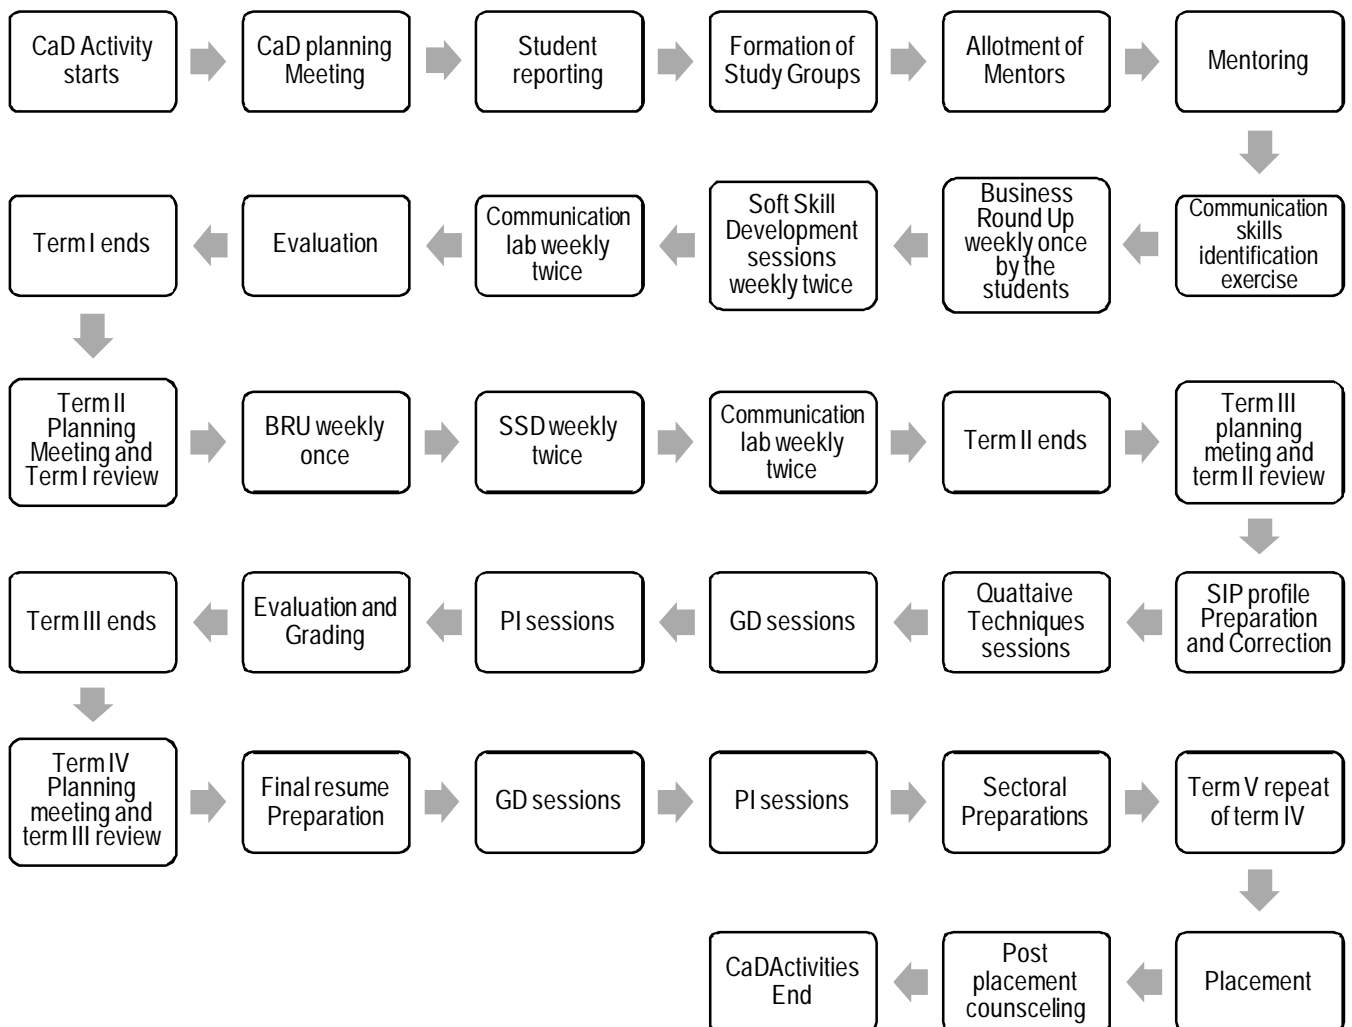 CaD Activity
starts
CaD planning
Meeting
Student
reporting
Formation of
Study Groups
Allotment of
Mentors
Mentoring
Communication
skills
identification
exercise
Business
Round Up
weekly once
by the
students
Soft Skill
Development
sessions
weekly twice
Communication
lab weekly
twice
Evaluation
Term I ends
Term II
Planning
Meeting and
Term I review
BRU weekly
once
SSD weekly
twice
Communication
lab weekly
twice
Term II ends
Term III
planning
meting and
term II review
SIP profile
Preparation
and Correction
Quattaive
Techniques
sessions
GD sessions
PI sessions
Evaluation and
Grading
Term III ends
Term IV
Planning
meeting and
term III review
Final resume
Preparation
GD sessions
PI sessions
Sectoral
Preparations
Term V repeat
of term IV
Placement
Post
placement
counsceling
CaDActivities
End